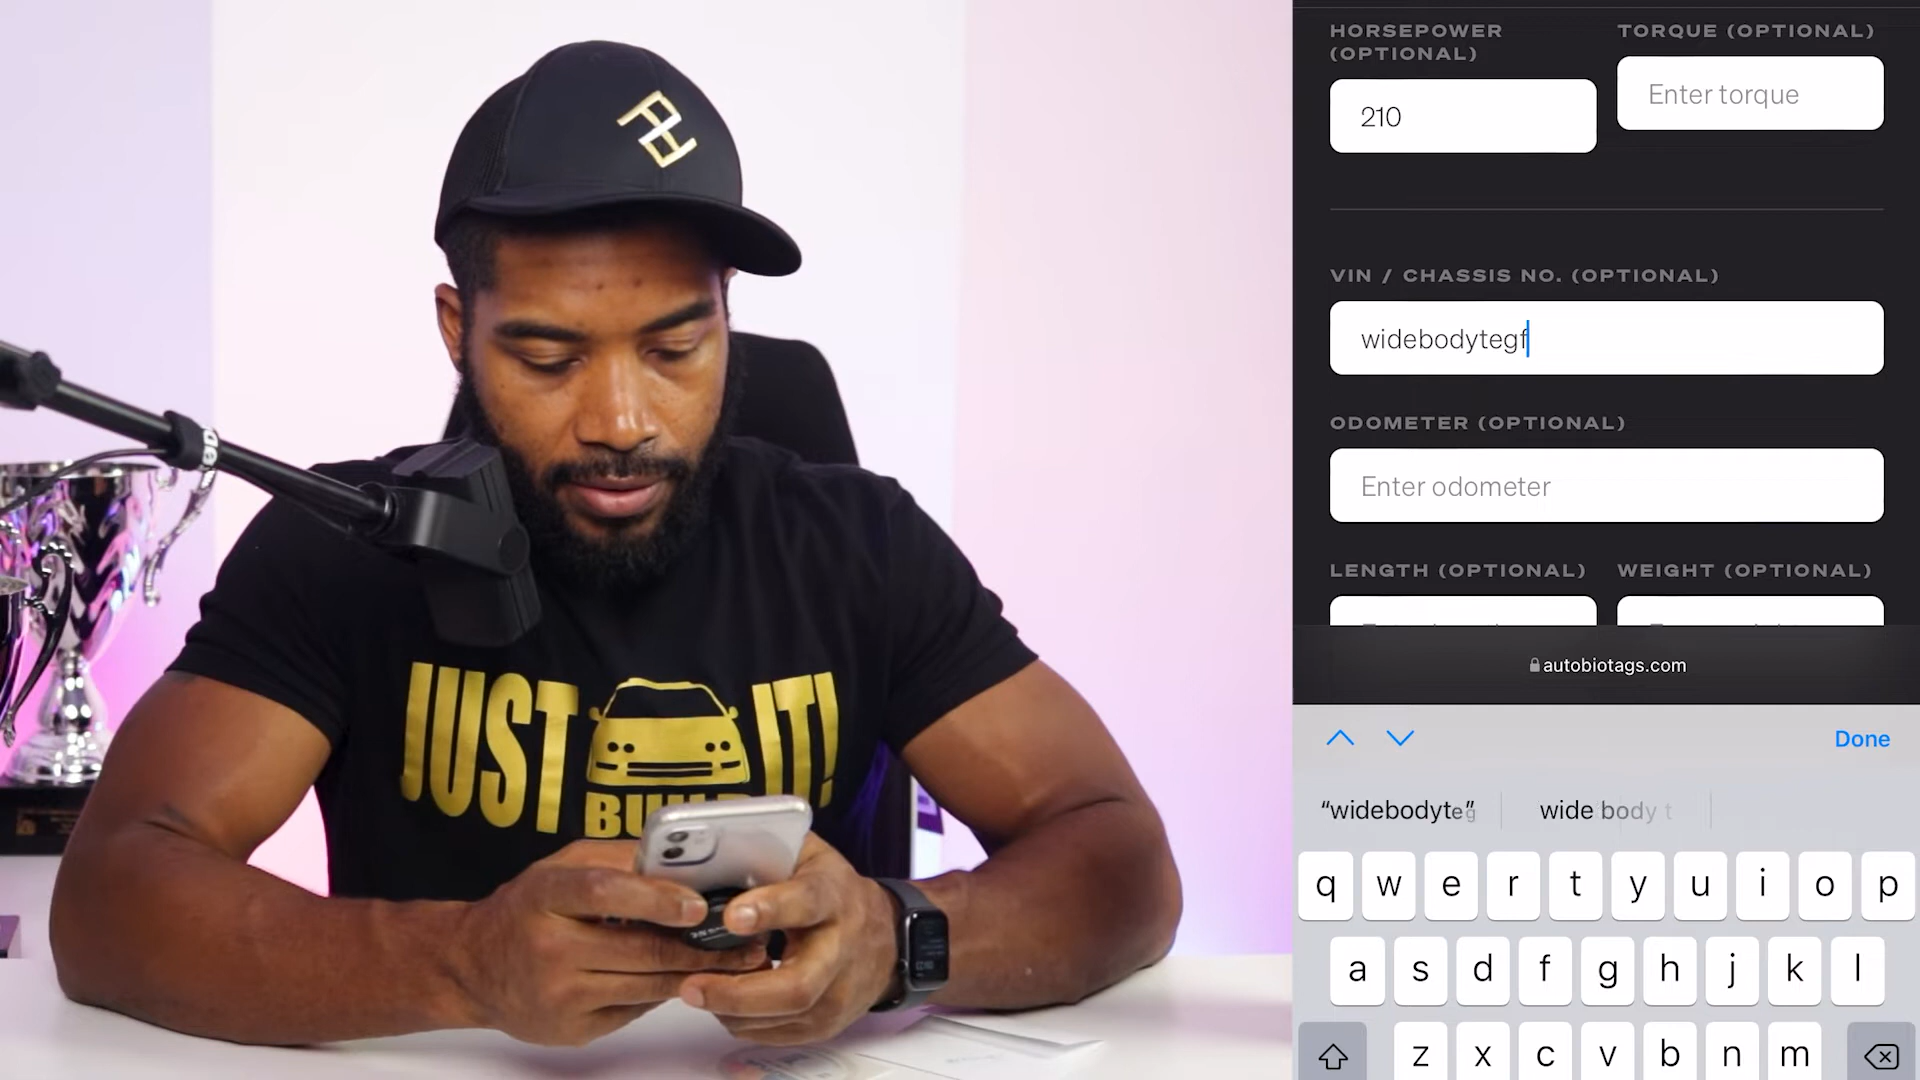 HORSEPOWER
(OPTIONAL)
TORQUE (OPTIONAL)
210
Enter torque
VIN / CHASSIS NO. (OPTIONAL)
widebodytegf
ODOMETER (OPTIONAL)
Enter odometer
LENGTH (OPTIONAL)
WEIGHT (OPTIONAL)
autobiotags.com
Done
“widebodyteg”
wide body t
q w e r t y u i o p
a s d f g h j k l
z x c v b n m
JUST IT!